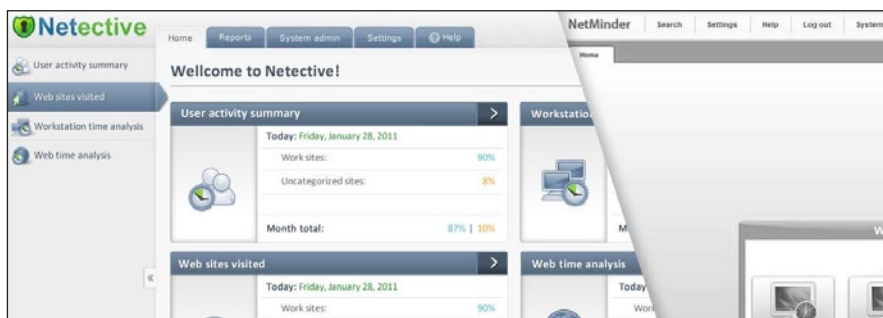 Netective
Home Reports System admin Settings ? Help
NetMinder Search Settings Help Log out System
Home
User activity summary
Web sites visited
Workstation time analysis
Web time analysis
«
Wellcome to Netective!
User activity summary >
Today: Friday, January 28, 2011
Work sites: 90%
Uncategorized sites: 8%
Month total: 87% | 10%
Workstatio
M
Web sites visited >
Today: Friday, January 28, 2011
Work sites: 90%
Web time analysis
Today
Wor
W